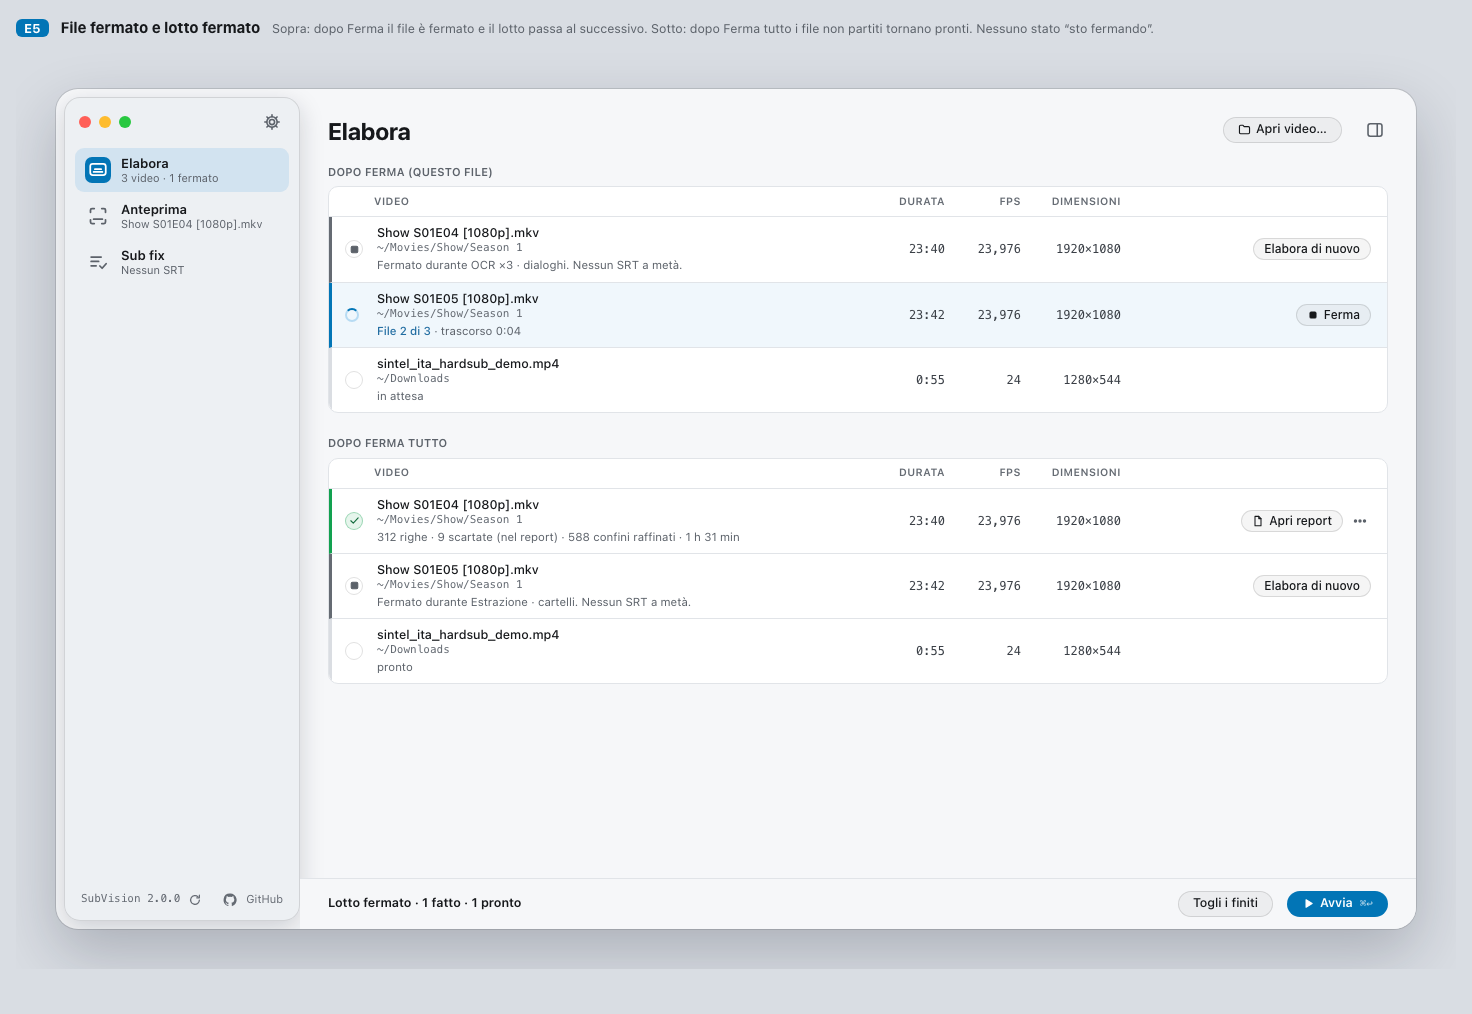 E5 File fermato e lotto fermato Sopra: dopo Ferma il file è fermato e il lotto passa al successivo. Sotto: dopo Ferma tutto i file non partiti tornano pronti. Nessuno stato “sto fermando”.
Elabora
3 video · 1 fermato
Anteprima
Show S01E04 [1080p].mkv
Sub fix
Nessun SRT
SubVision 2.0.0 GitHub
Elabora
Apri video...
DOPO FERMA (QUESTO FILE)
VIDEO DURATA FPS DIMENSIONI
Show S01E04 [1080p].mkv
~/Movies/Show/Season 1
Fermato durante OCR ×3 · dialoghi. Nessun SRT a metà.
23:40 23,976 1920×1080 Elabora di nuovo
Show S01E05 [1080p].mkv
~/Movies/Show/Season 1
File 2 di 3 · trascorso 0:04
23:42 23,976 1920×1080 Ferma
sintel_ita_hardsub_demo.mp4
~/Downloads
in attesa
0:55 24 1280×544
DOPO FERMA TUTTO
VIDEO DURATA FPS DIMENSIONI
Show S01E04 [1080p].mkv
~/Movies/Show/Season 1
312 righe · 9 scartate (nel report) · 588 confini raffinati · 1 h 31 min
23:40 23,976 1920×1080 Apri report
Show S01E05 [1080p].mkv
~/Movies/Show/Season 1
Fermato durante Estrazione · cartelli. Nessun SRT a metà.
23:42 23,976 1920×1080 Elabora di nuovo
sintel_ita_hardsub_demo.mp4
~/Downloads
pronto
0:55 24 1280×544
Lotto fermato · 1 fatto · 1 pronto
Togli i finiti
Avvia ⌘↵